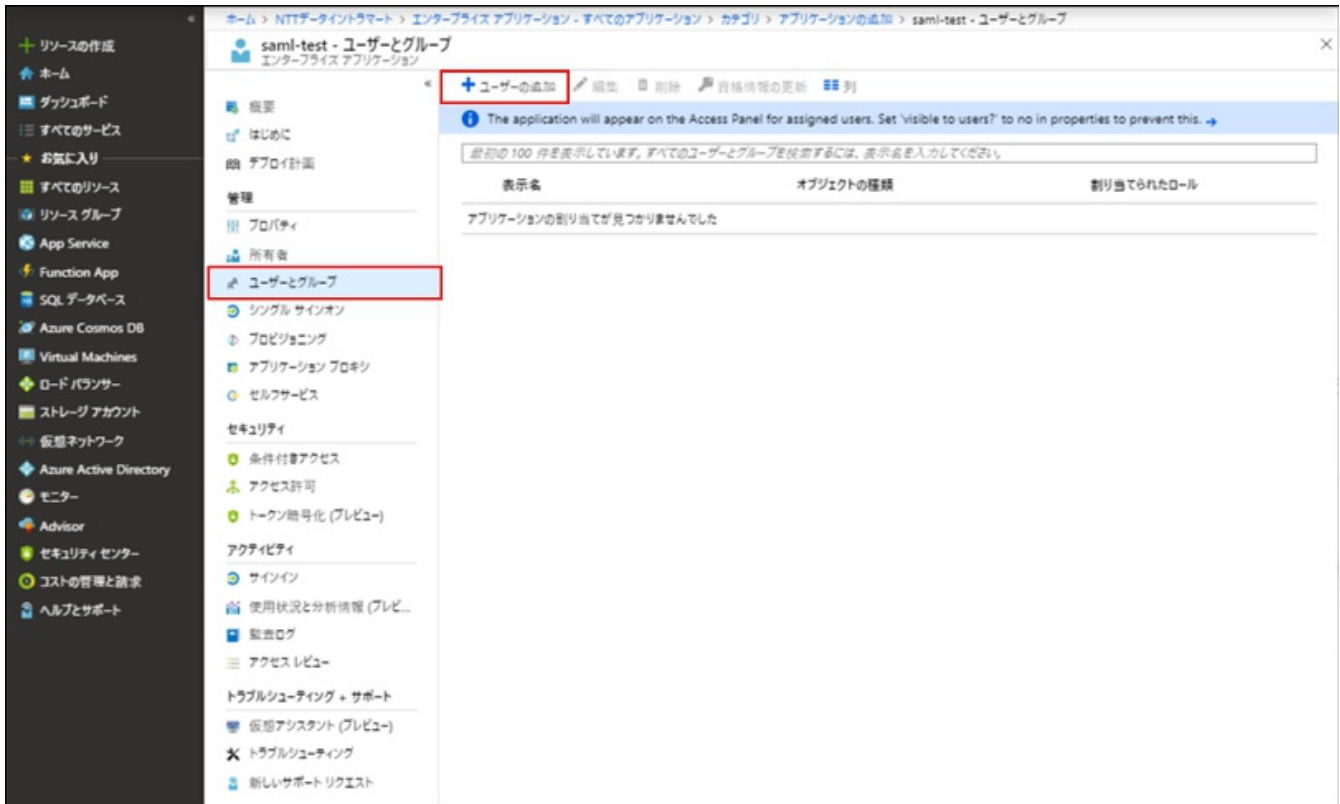 ホーム > NTTデータイントラマート > エンタープライズ アプリケーション - すべてのアプリケーション > カテゴリ > アプリケーションの追加 > saml-test - ユーザーとグループ
«
リソースの作成
ホーム
ダッシュボード
すべてのサービス
お気に入り
すべてのリソース
リソース グループ
App Service
Function App
SQL データベース
Azure Cosmos DB
Virtual Machines
ロード バランサー
ストレージ アカウント
仮想ネットワーク
Azure Active Directory
モニター
Advisor
セキュリティ センター
コストの管理と請求
ヘルプとサポート
saml-test - ユーザーとグループ
エンタープライズ アプリケーション
«
概要
はじめに
デプロイ計画
管理
プロパティ
所有者
ユーザーとグループ
シングル サインオン
プロビジョニング
アプリケーション プロキシ
セルフサービス
セキュリティ
条件付きアクセス
アクセス許可
トークン暗号化 (プレビュー)
アクティビティ
サインイン
使用状況と分析情報 (プレビ...
監査ログ
アクセス レビュー
トラブルシューティング + サポート
仮想アシスタント (プレビュー)
トラブルシューティング
新しいサポート リクエスト
ユーザーの追加 編集 削除 資格情報の更新 列
The application will appear on the Access Panel for assigned users. Set 'visible to users?' to no in properties to prevent this. →
最初の 100 件を表示しています。すべてのユーザーとグループを検索するには、表示名を入力してください。
表示名 オブジェクトの種類 割り当てられたロール
アプリケーションの割り当てが見つかりませんでした